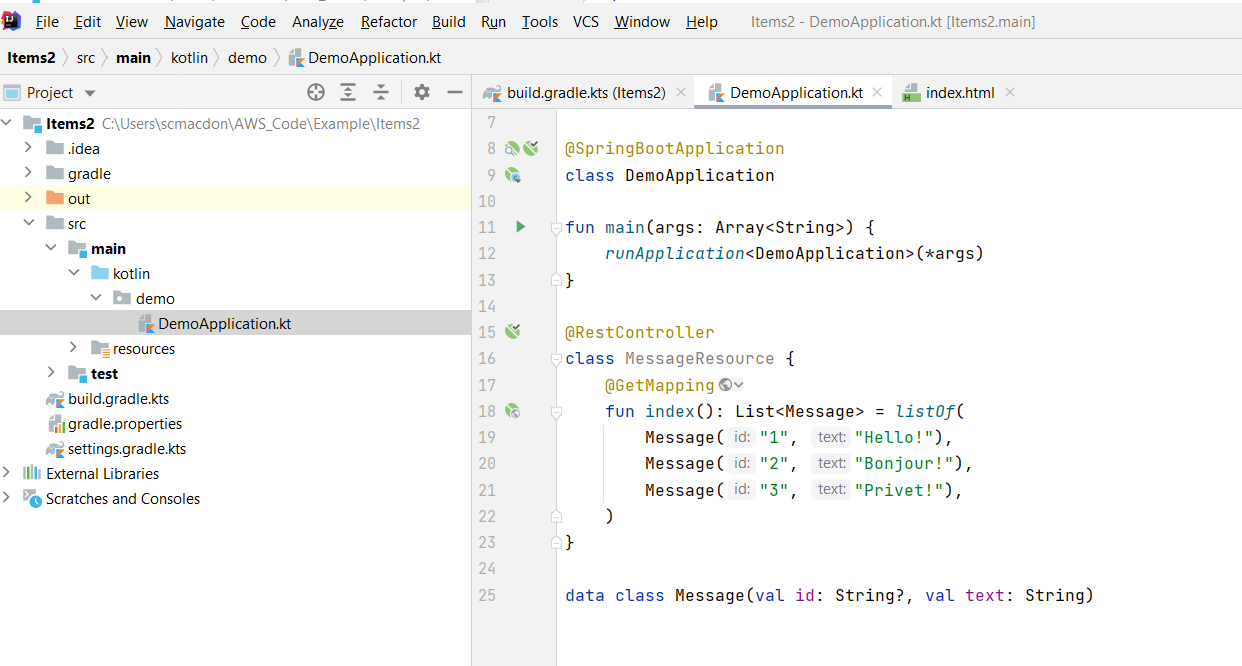 File Edit View Navigate Code Analyze Refactor Build Run Tools VCS Window Help Items2 - DemoApplication.kt [Items2.main]
Items2 src main kotlin demo DemoApplication.kt
Project
build.gradle.kts (Items2) DemoApplication.kt index.html
Items2 C:\Users\scmacdon\AWS_Code\Example\Items2
.idea
gradle
out
src
main
kotlin
demo
DemoApplication.kt
resources
test
build.gradle.kts
gradle.properties
settings.gradle.kts
External Libraries
Scratches and Consoles
7
8 @SpringBootApplication
9 class DemoApplication
10
11 fun main(args: Array<String>) {
12 runApplication<DemoApplication>(*args)
13 }
14
15 @RestController
16 class MessageResource {
17 @GetMapping
18 fun index(): List<Message> = listOf(
19 Message( id: "1", text: "Hello!"),
20 Message( id: "2", text: "Bonjour!"),
21 Message( id: "3", text: "Privet!"),
22 )
23 }
24
25 data class Message(val id: String?, val text: String)